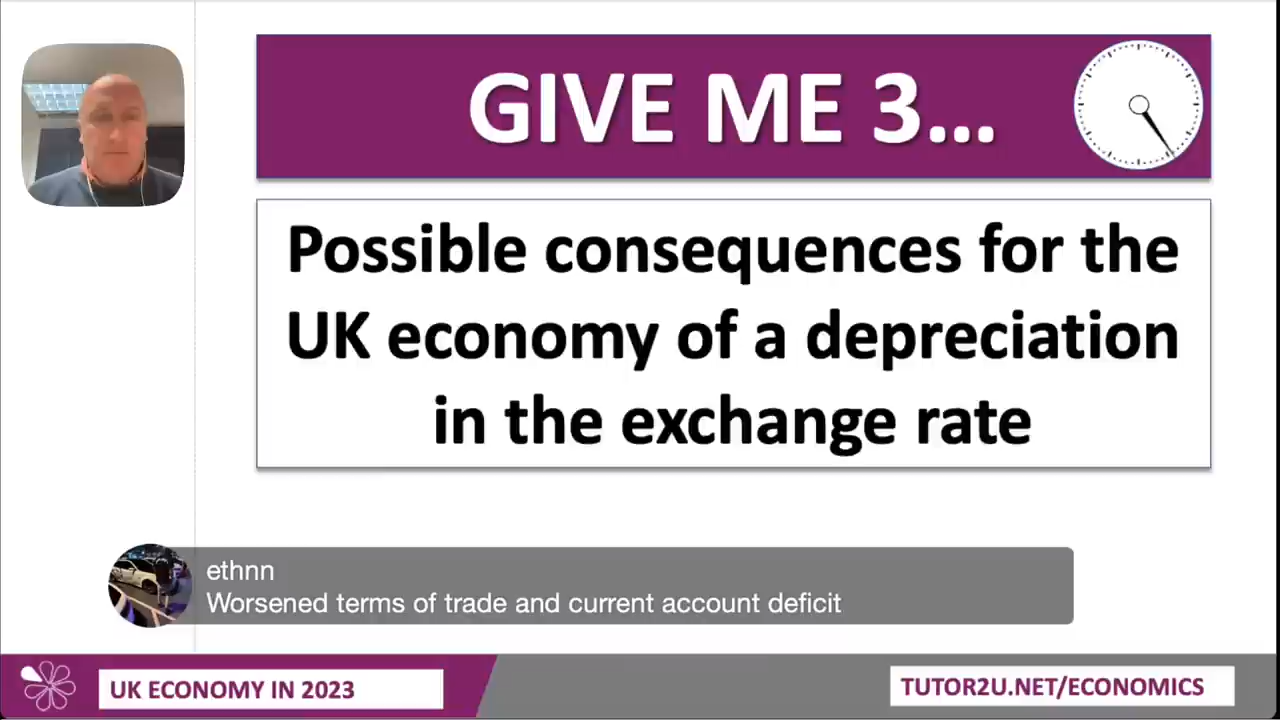 GIVE ME 3...
Possible consequences for the
UK economy of a depreciation
in the exchange rate
ethnn
Worsened terms of trade and current account deficit
UK ECONOMY IN 2023
TUTOR2U.NET/ECONOMICS